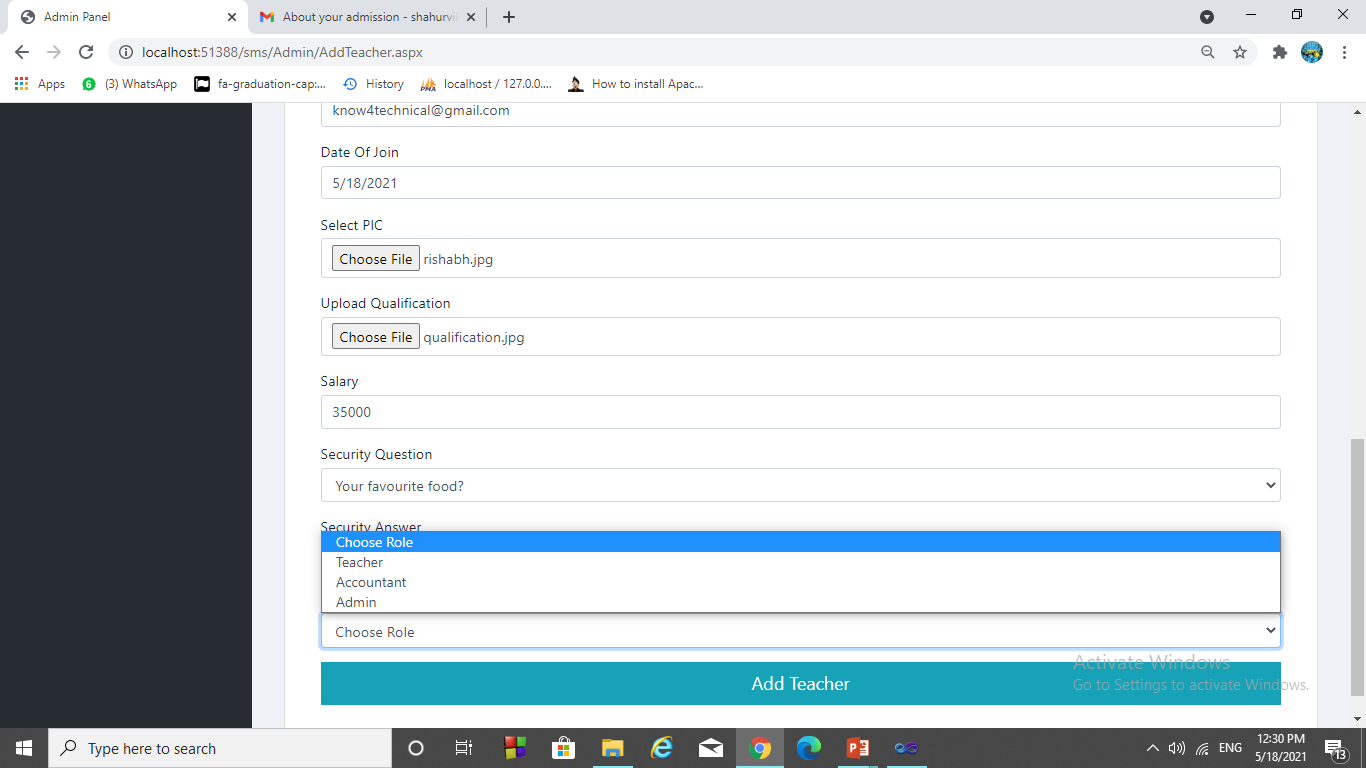 Admin Panel
About your admission - shahurvil
localhost:51388/sms/Admin/AddTeacher.aspx
Apps
6
(3) WhatsApp
fa-graduation-cap:...
History
PMA
localhost / 127.0.0....
How to install Apac...
know4technical@gmail.com
Date Of Join
5/18/2021
Select PIC
Choose File rishabh.jpg
Upload Qualification
Choose File qualification.jpg
Salary
35000
Security Question
Your favourite food?
Security Answer
Choose Role
Teacher
Accountant
Admin
Choose Role
Add Teacher
Activate Windows
Go to Settings to activate Windows.
Type here to search
ENG
12:30 PM
5/18/2021
13